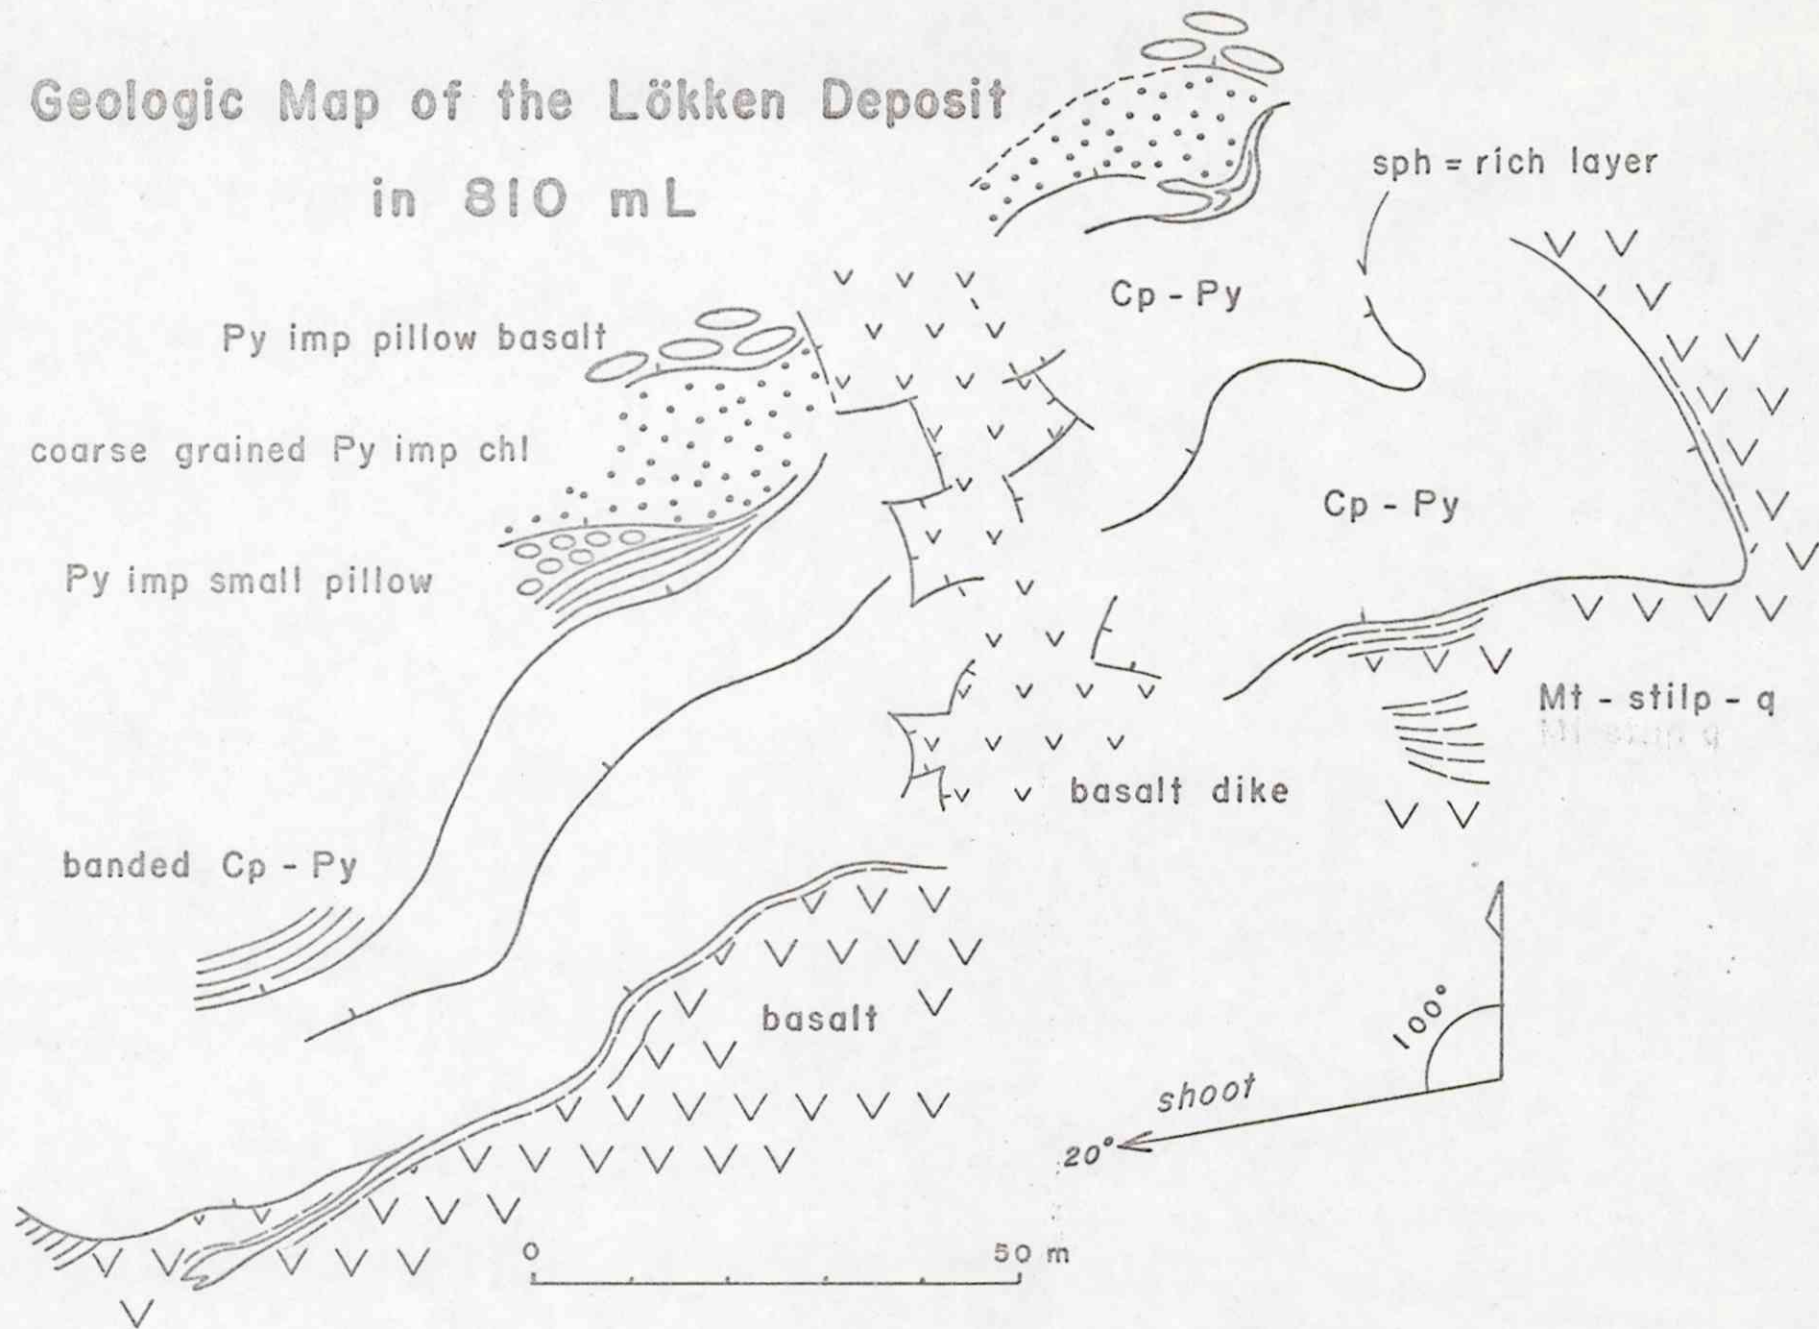 Geologic Map of the Lökken Deposit
in 810 mL
sph = rich layer
Cp - Py
Py imp pillow basalt
coarse grained Py imp chl
Cp - Py
Py imp small pillow
Mt - stilp - q
basalt dike
banded Cp - Py
basalt
100°
shoot
20°
0 50 m